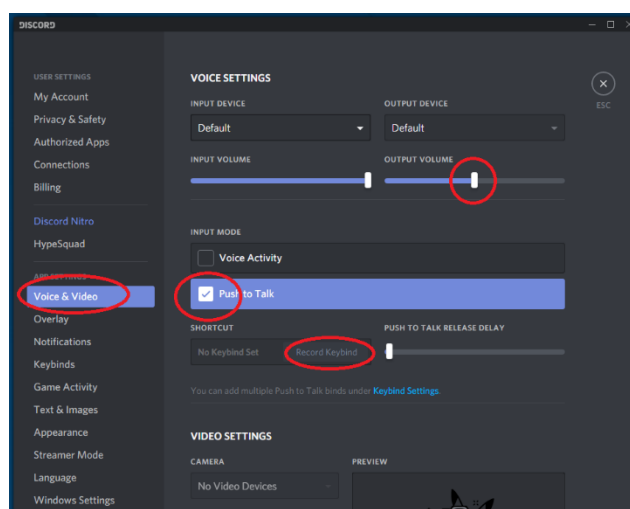 DISCORD
USER SETTINGS
My Account
Privacy & Safety
Authorized Apps
Connections
Billing
Discord Nitro
HypeSquad
APP SETTINGS
Voice & Video
Overlay
Notifications
Keybinds
Game Activity
Text & Images
Appearance
Streamer Mode
Language
Windows Settings
VOICE SETTINGS
INPUT DEVICE OUTPUT DEVICE
Default Default
INPUT VOLUME OUTPUT VOLUME
INPUT MODE
Voice Activity
Push to Talk
SHORTCUT PUSH TO TALK RELEASE DELAY
No Keybind Set Record Keybind
You can add multiple Push to Talk binds under Keybind Settings.
VIDEO SETTINGS
CAMERA PREVIEW
No Video Devices
ESC